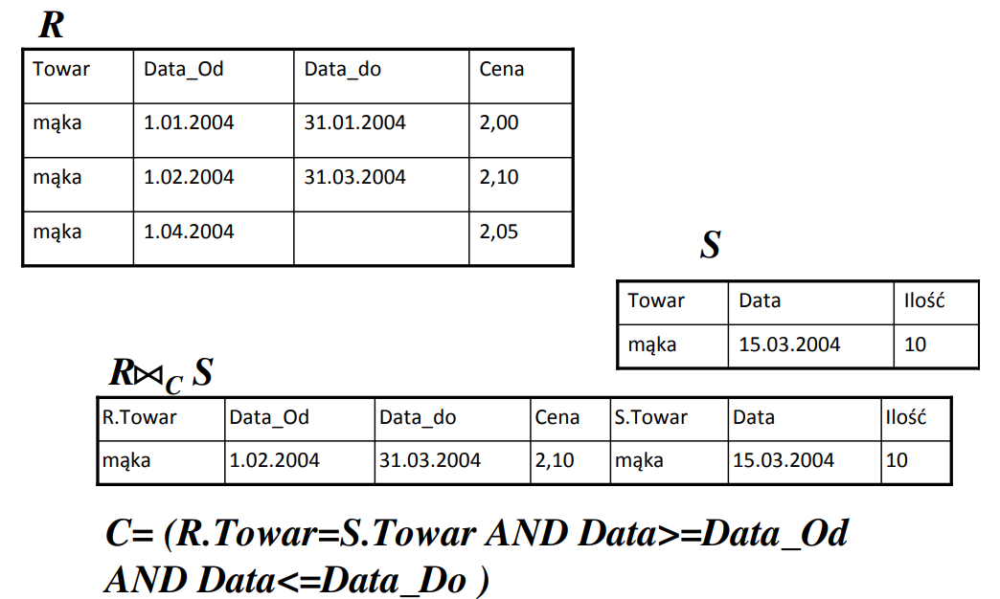 R
Towar Data_Od Data_do Cena
mąka 1.01.2004 31.01.2004 2,00
mąka 1.02.2004 31.03.2004 2,10
mąka 1.04.2004 2,05
S
Towar Data Ilość
mąka 15.03.2004 10
R⋈C S
R.Towar Data_Od Data_do Cena S.Towar Data Ilość
mąka 1.02.2004 31.03.2004 2,10 mąka 15.03.2004 10
C= (R.Towar=S.Towar AND Data>=Data_Od
AND Data<=Data_Do )